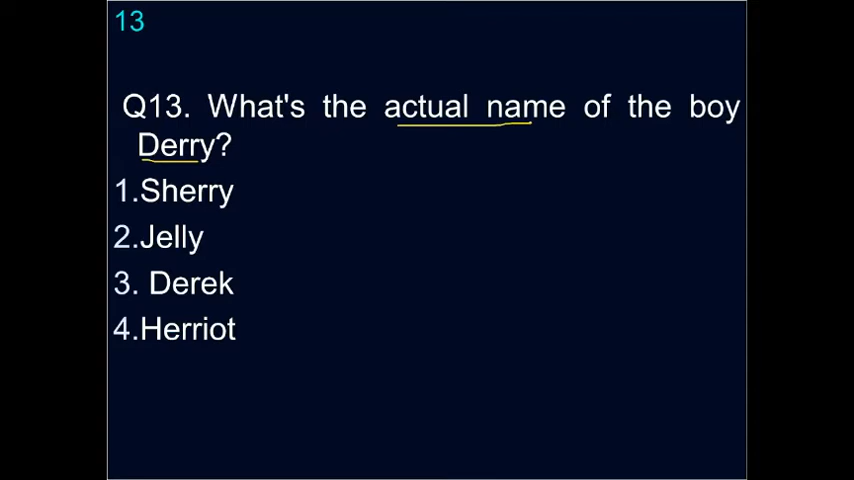 13
Q13. What's the actual name of the boy
Derry?
1.Sherry
2.Jelly
3. Derek
4.Herriot